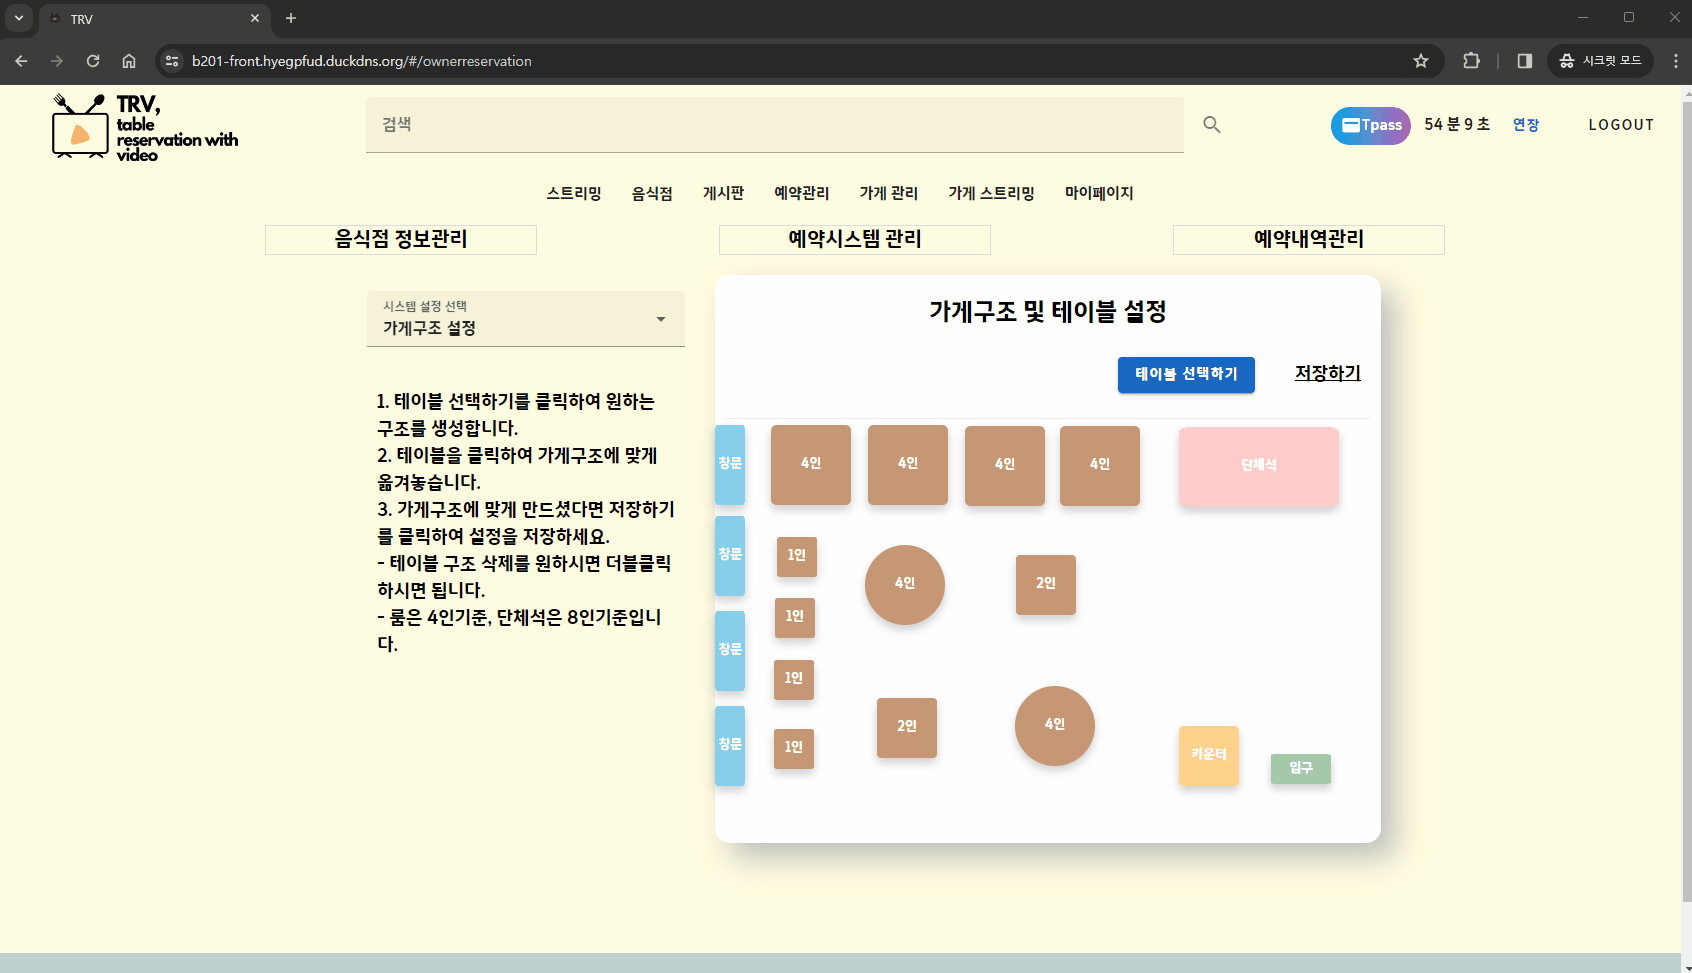 TRV
b201-front.hyegpfud.duckdns.org/#/ownerreservation
시크릿 모드
TRV,
table
reservation with
video
검색
Tpass
54 분 9 초
연장
LOGOUT
스트리밍 음식점 게시판 예약관리 가게 관리 가게 스트리밍 마이페이지
음식점 정보관리
예약시스템 관리
예약내역관리
시스템 설정 선택
가게구조 설정
1. 테이블 선택하기를 클릭하여 원하는
구조를 생성합니다.
2. 테이블을 클릭하여 가게구조에 맞게
옮겨놓습니다.
3. 가게구조에 맞게 만드셨다면 저장하기
를 클릭하여 설정을 저장하세요.
- 테이블 구조 삭제를 원하시면 더블클릭
하시면 됩니다.
- 룸은 4인기준, 단체석은 8인기준입니
다.
가게구조 및 테이블 설정
테이블 선택하기
저장하기
창문
4인
4인
4인
4인
단체석
창문
1인
4인
2인
1인
창문
1인
창문
1인
2인
4인
카운터
입구